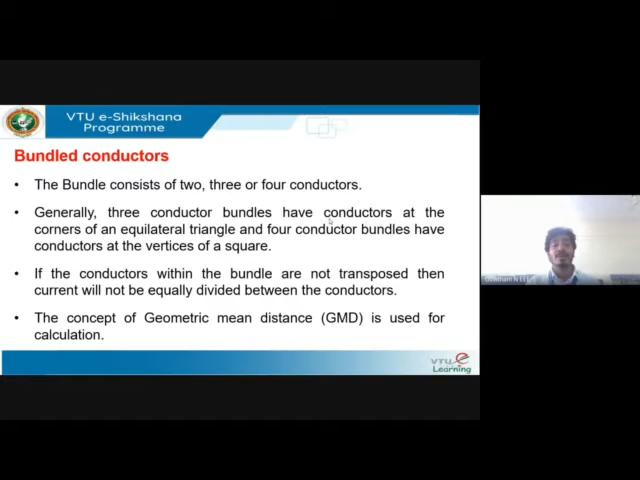 VTU e-Shikshana
Programme
Bundled conductors
• The Bundle consists of two, three or four conductors.
• Generally, three conductor bundles have conductors at the
corners of an equilateral triangle and four conductor bundles have
conductors at the vertices of a square.
• If the conductors within the bundle are not transposed then
current will not be equally divided between the conductors.
• The concept of Geometric mean distance (GMD) is used for
calculation.
VTU e
Learning